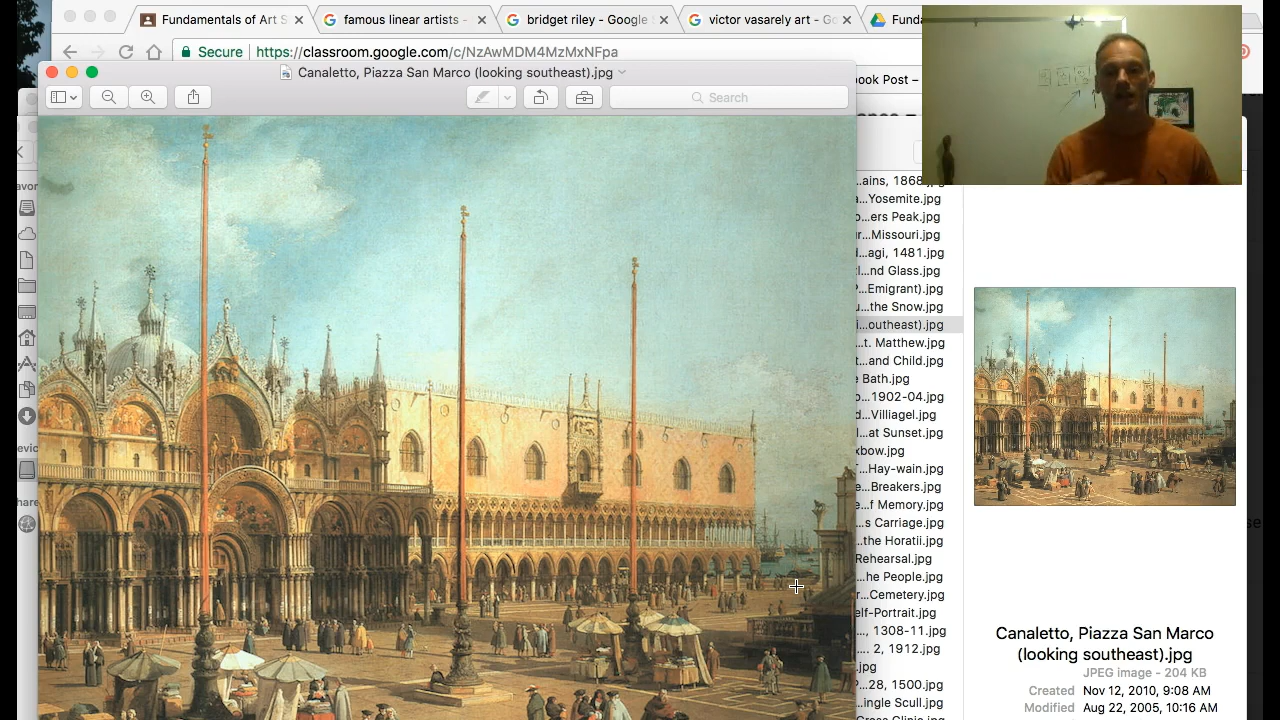 Fundamentals of Art S
famous linear artists -
bridget riley - Google
victor vasarely art - G
Funda
Secure
https://classroom.google.com/c/NzAwMDM4MzMxNFpa
ook Post –
Canaletto, Piazza San Marco (looking southeast).jpg
Search
avor
evic
hare
...ains, 1868.jpg
...Yosemite.jpg
...ers Peak.jpg
...Missouri.jpg
...agi, 1481.jpg
...nd Glass.jpg
...Emigrant).jpg
...the Snow.jpg
...outheast).jpg
...t. Matthew.jpg
...and Child.jpg
Bath.jpg
...1902-04.jpg
...Villiagel.jpg
...at Sunset.jpg
xbow.jpg
...Hay-wain.jpg
...Breakers.jpg
...f Memory.jpg
...s Carriage.jpg
...the Horatii.jpg
Rehearsal.jpg
...he People.jpg
...Cemetery.jpg
elf-Portrait.jpg
..., 1308-11.jpg
.... 2, 1912.jpg
.jpg
...28, 1500.jpg
...ingle Scull.jpg
Canaletto, Piazza San Marco
(looking southeast).jpg
JPEG image - 204 KB
Created Nov 12, 2010, 9:08 AM
Modified Aug 22, 2005, 10:16 AM